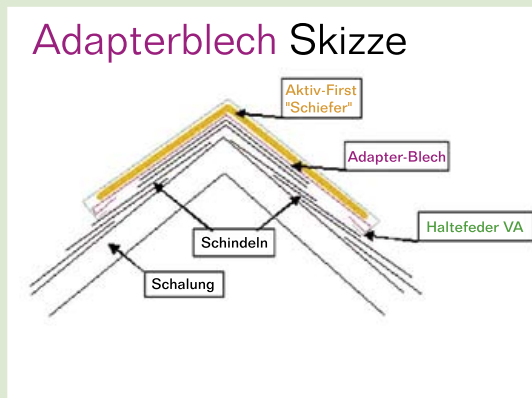 Adapterblech Skizze
Aktiv-First
"Schiefer"
Adapter-Blech
Haltefeder VA
Schindeln
Schalung